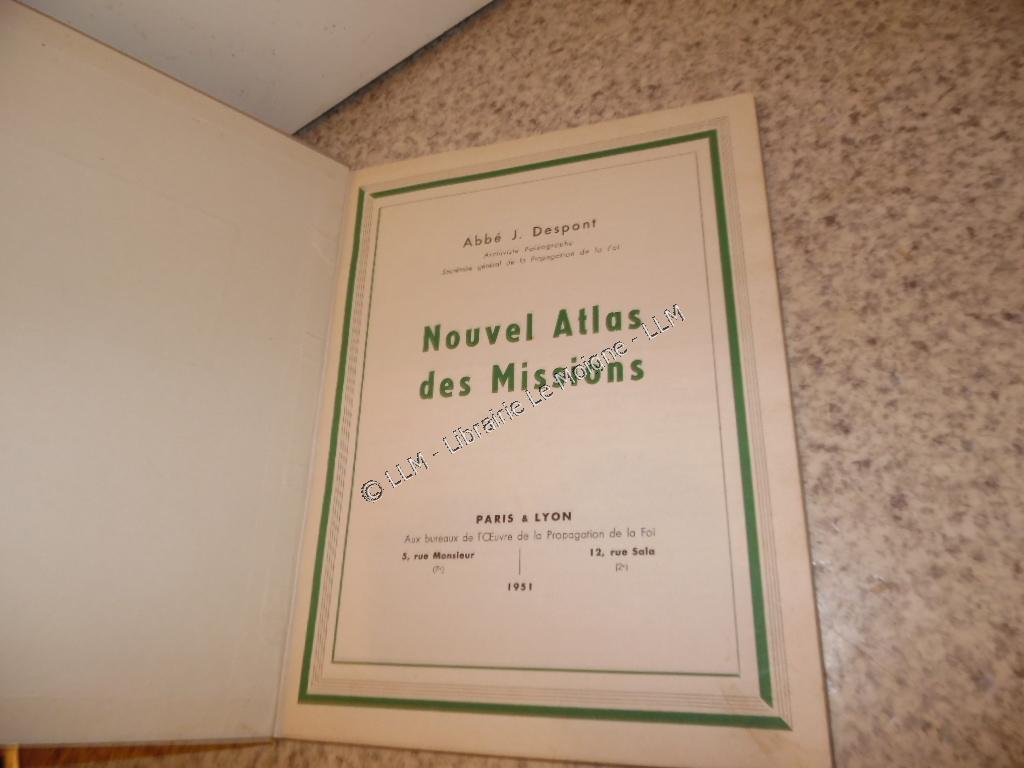 Abbé J. Despont
Archiviste Paléographe
Secrétaire général de la Propagation de la Foi
Nouvel Atlas
des Missions
© LLM - Librairie Le Moigne - LLM
PARIS & LYON
Aux bureaux de l'Œuvre de la Propagation de la Foi
5, rue Monsieur
(7e)
12, rue Sala
(2e)
1951